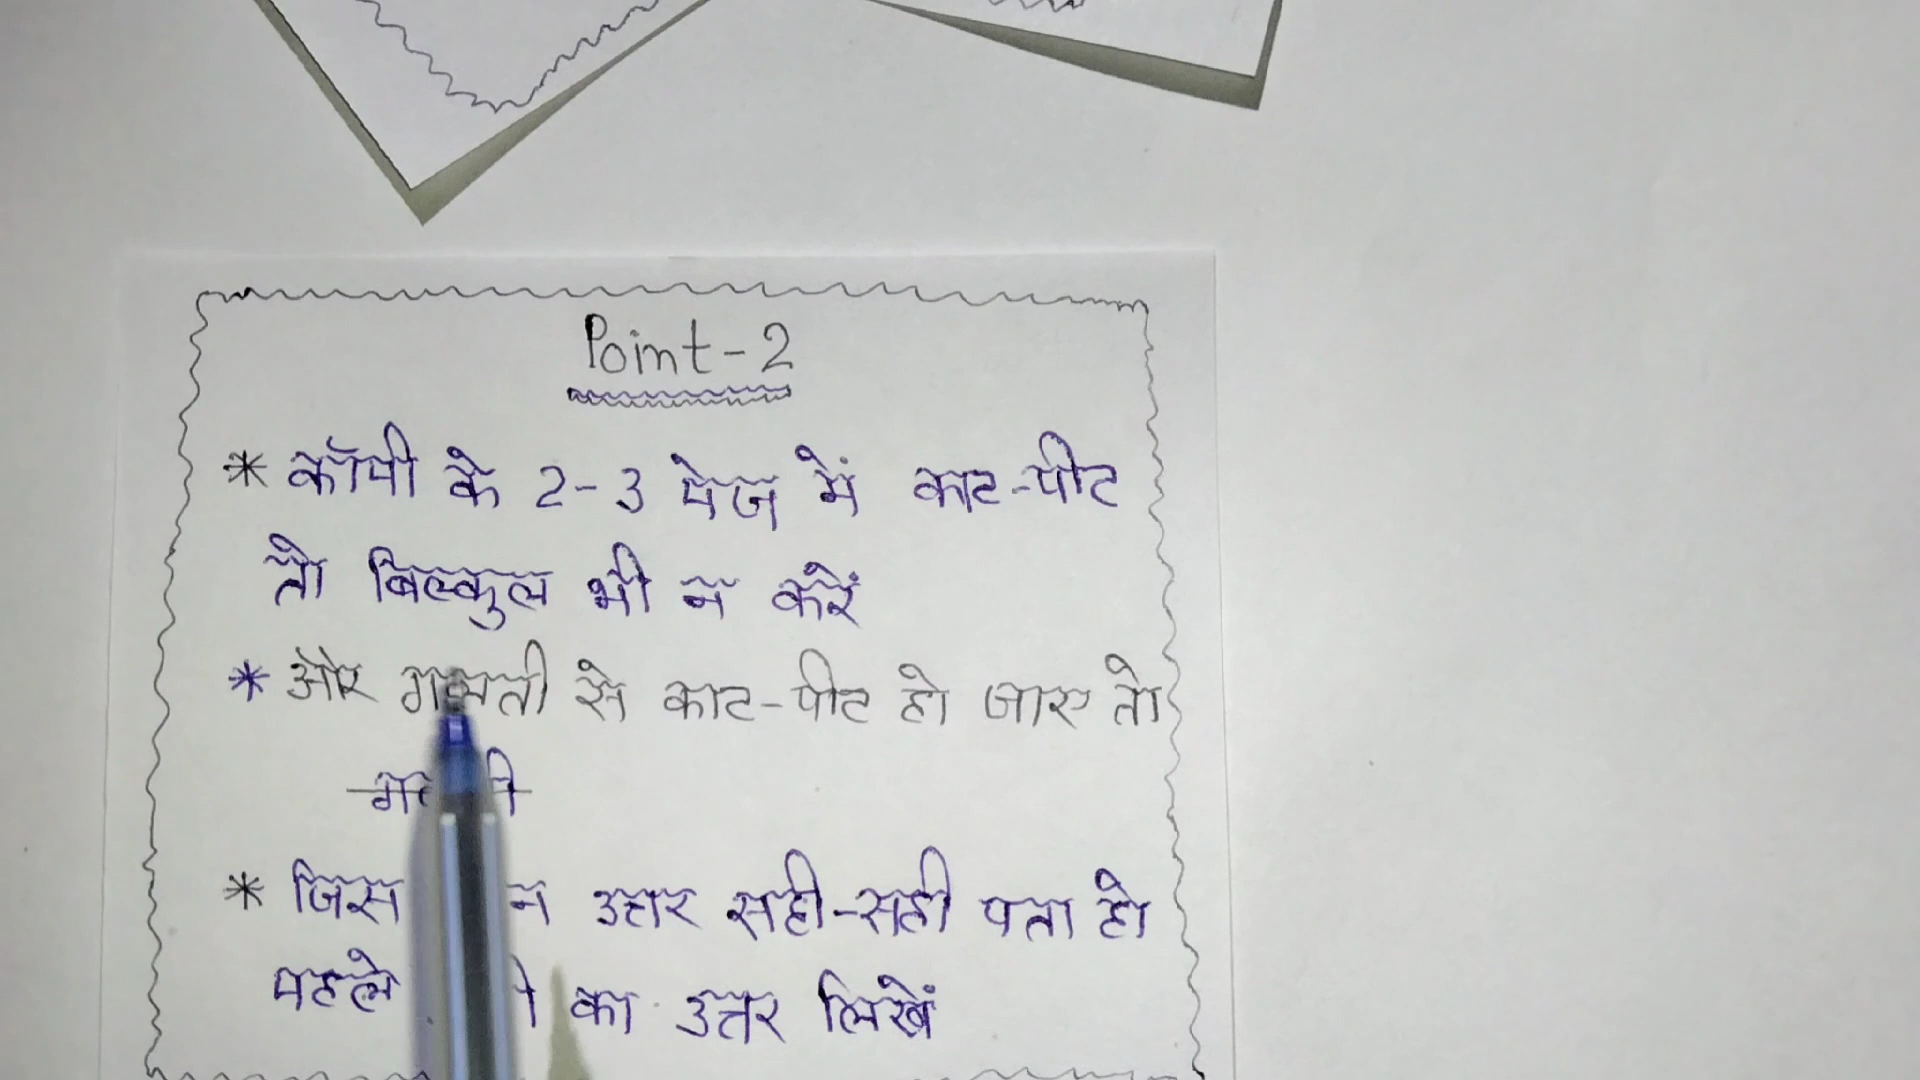 Point-2
* कॉपी के 2-3 पेज में काट-पीट
तो बिल्कुल भी न करें
* और गलती से काट-पीट हो जाए तो
* जिस उत्तर सही-सही पता हो
पहले का उत्तर लिखें